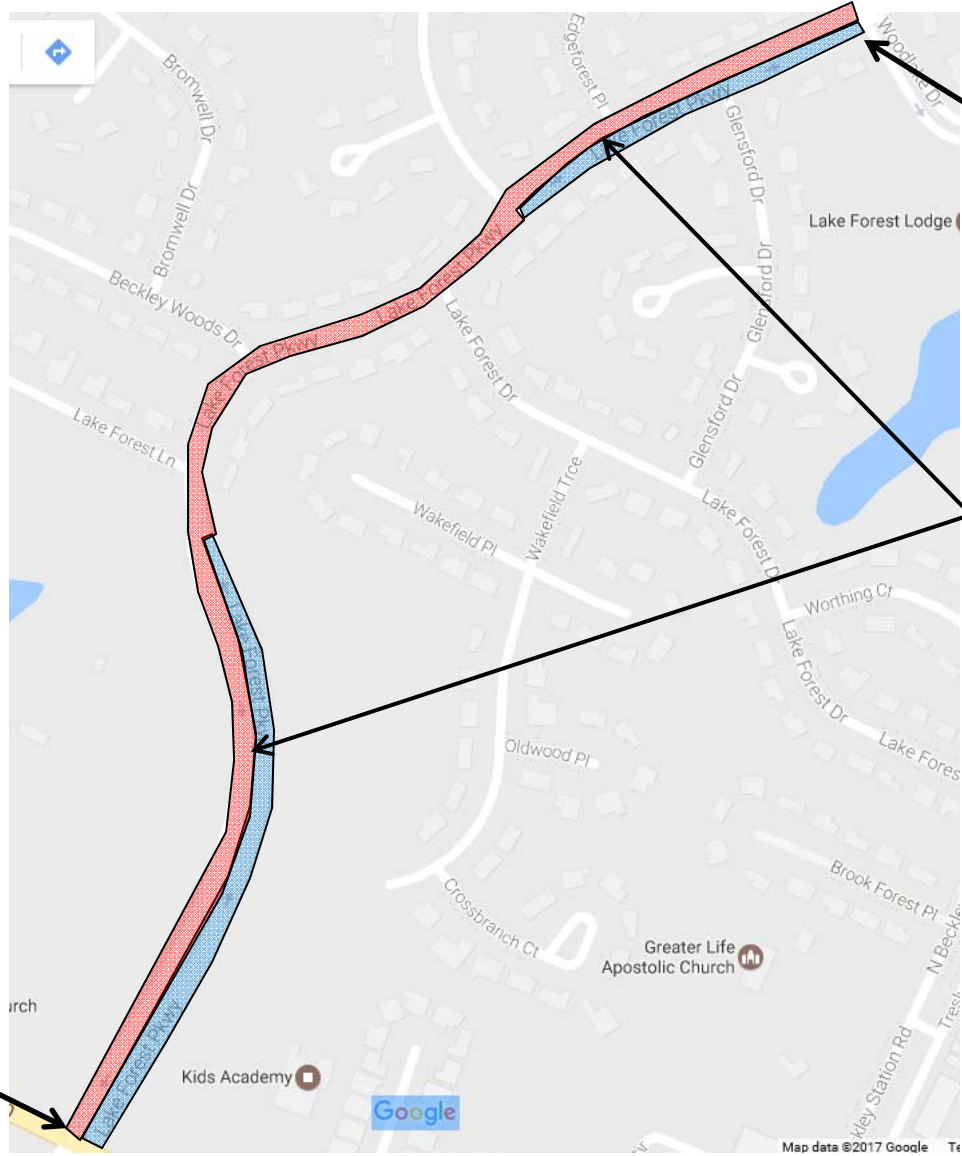 Edgeforest Pl
Woodlake Dr
Bromwell Dr
Lake Forest Pkwy
Glensford Dr
Lake Forest Lodge
Bromwell Dr
Lake Forest Pkwy
Glensford Dr
Beckley Woods Dr
Lake Forest Dr
Lake Forest Pkwy
Lake Forest Pkwy
Glensford Dr
Lake Forest Ln
Wakefield Pl
Wakefield Trce
Lake Forest Dr
Worthing Ct
Lake Forest Pkwy
Lake Forest Dr
Oldwood Pl
Lake Fores
Brook Forest Pl
Crossbranch Ct
Greater Life
Apostolic Church
N Beckley
urch
Lake Forest Pkwy
Kids Academy
kley Station Rd
Google
Map data ©2017 Google Te